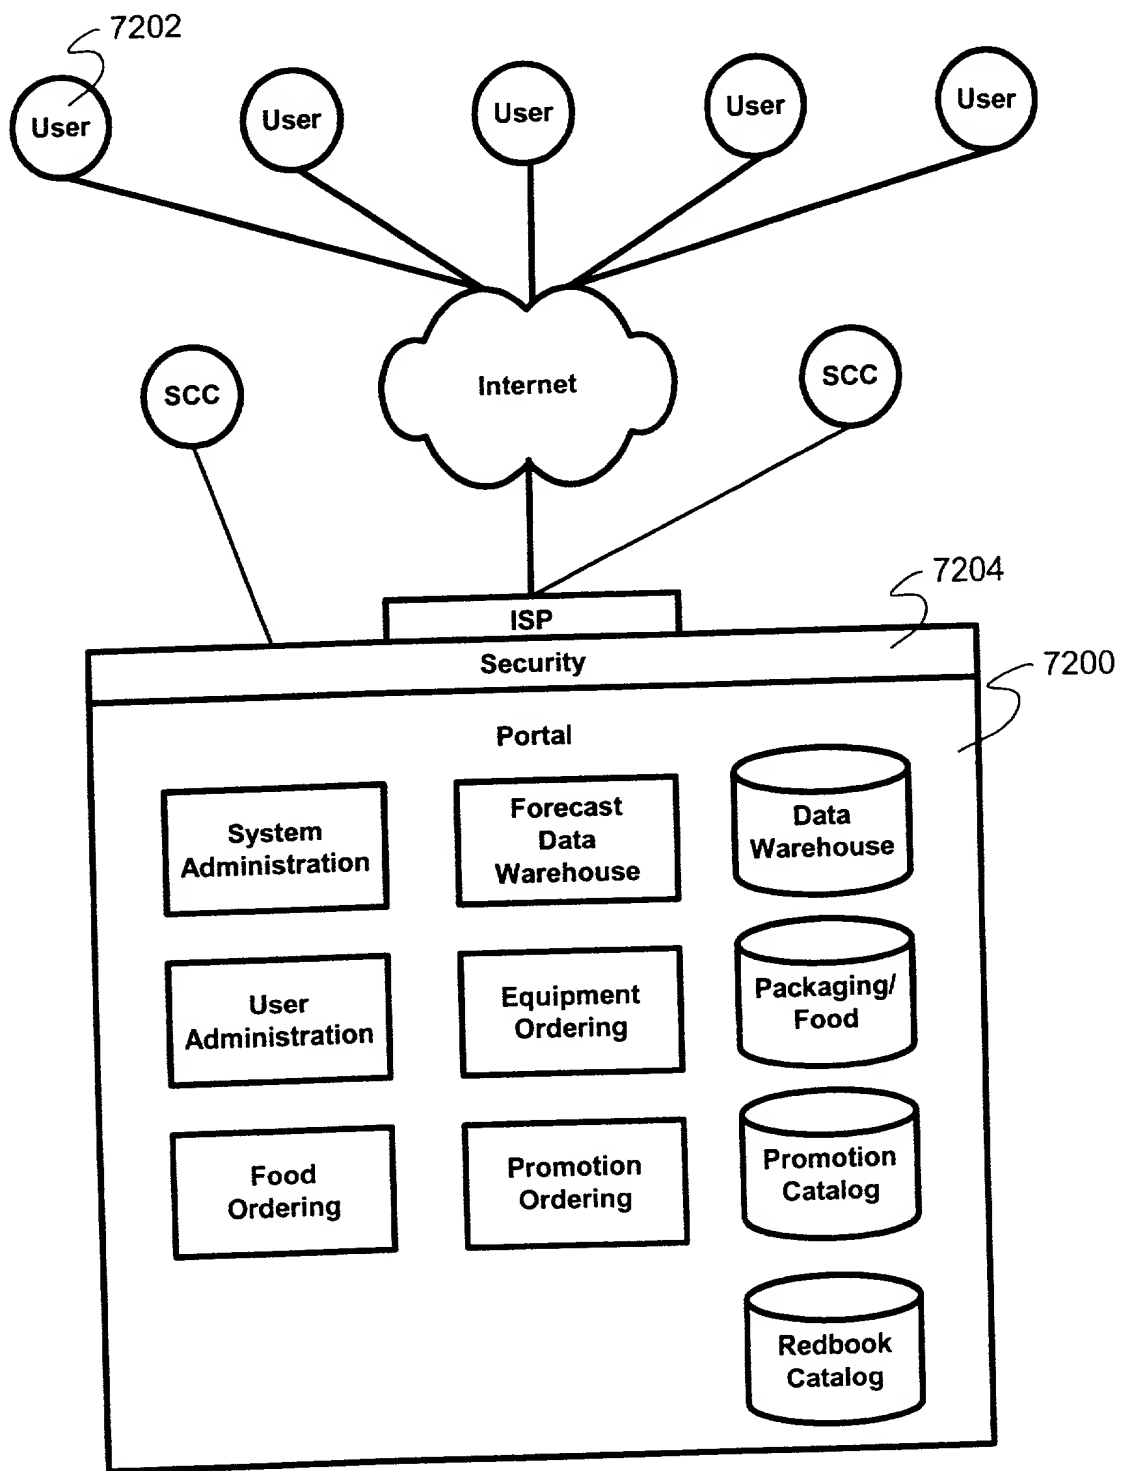 7202
User
User
User
User
User
Internet
SCC
SCC
7204
ISP
Security
7200
Portal
System
Administration
Forecast
Data
Warehouse
Data
Warehouse
User
Administration
Equipment
Ordering
Packaging/
Food
Food
Ordering
Promotion
Ordering
Promotion
Catalog
Redbook
Catalog